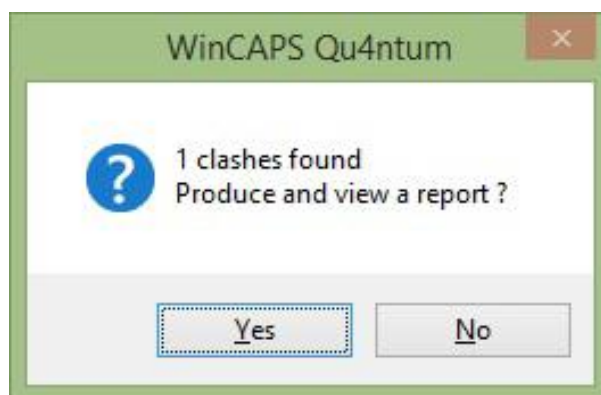 WinCAPS Qu4ntum
1 clashes found
Produce and view a report ?
Yes
No